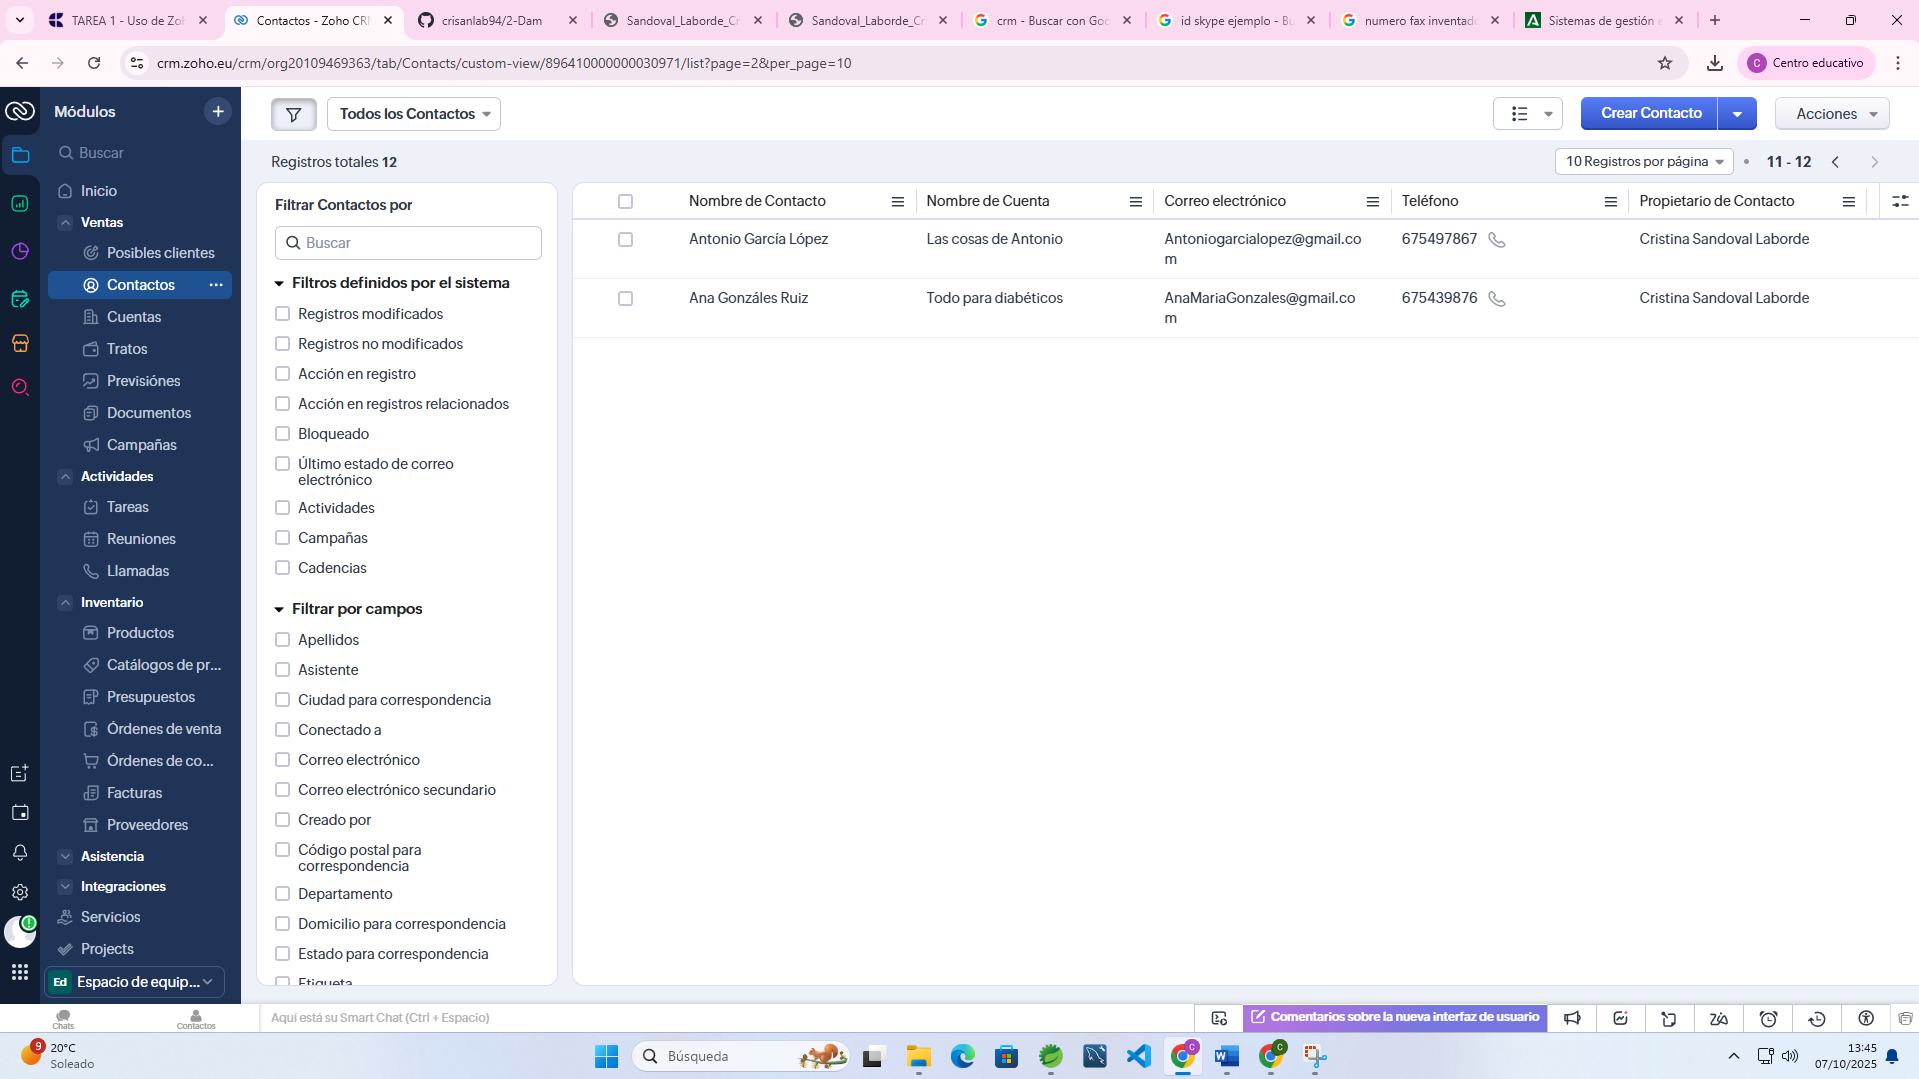 TAREA 1 - Uso de Zoh
Contactos - Zoho CRM
crisanlab94/2-Dam
Sandoval_Laborde_Cr
Sandoval_Laborde_Cr
crm - Buscar con Goo
id skype ejemplo - Bu
numero fax inventado
Sistemas de gestión e
crm.zoho.eu/crm/org20109469363/tab/Contacts/custom-view/896410000000030971/list?page=2&per_page=10
C
Centro educativo
Módulos
Todos los Contactos
Crear Contacto
Acciones
Buscar
Registros totales 12
10 Registros por página
11 - 12
Inicio
Ventas
Posibles clientes
Contactos
Cuentas
Tratos
Previsiónes
Documentos
Campañas
Actividades
Tareas
Reuniones
Llamadas
Inventario
Productos
Catálogos de pr...
Presupuestos
Órdenes de venta
Órdenes de co...
Facturas
Proveedores
Asistencia
Integraciones
Servicios
Projects
Ed Espacio de equip...
Filtrar Contactos por
Buscar
Filtros definidos por el sistema
Registros modificados
Registros no modificados
Acción en registro
Acción en registros relacionados
Bloqueado
Último estado de correo
electrónico
Actividades
Campañas
Cadencias
Filtrar por campos
Apellidos
Asistente
Ciudad para correspondencia
Conectado a
Correo electrónico
Correo electrónico secundario
Creado por
Código postal para
correspondencia
Departamento
Domicilio para correspondencia
Estado para correspondencia
Etiqueta
Nombre de Contacto Nombre de Cuenta Correo electrónico Teléfono Propietario de Contacto
Antonio García López Las cosas de Antonio Antoniogarcialopez@gmail.co 675497867 Cristina Sandoval Laborde
m
Ana Gonzáles Ruiz Todo para diabéticos AnaMariaGonzales@gmail.co 675439876 Cristina Sandoval Laborde
m
Chats
Contactos
Aquí está su Smart Chat (Ctrl + Espacio)
Comentarios sobre la nueva interfaz de usuario
9
20°C
Soleado
Búsqueda
C
C
13:45
07/10/2025